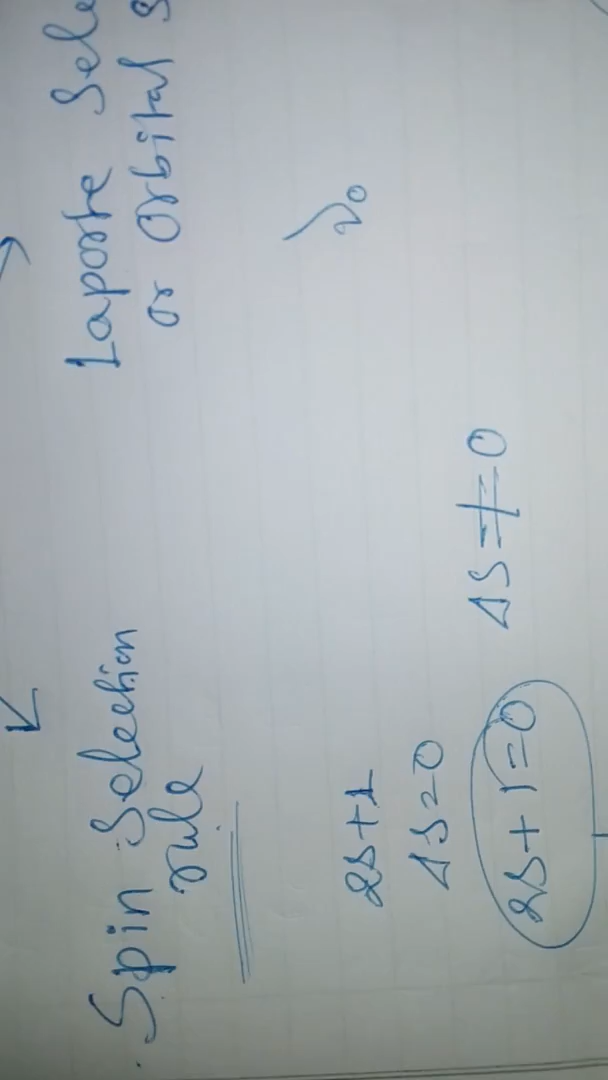 Spin Selection
rule
2S+1
ΔS=0
2S+1=0
ΔS≠0
Laporte Sele
or Orbital S